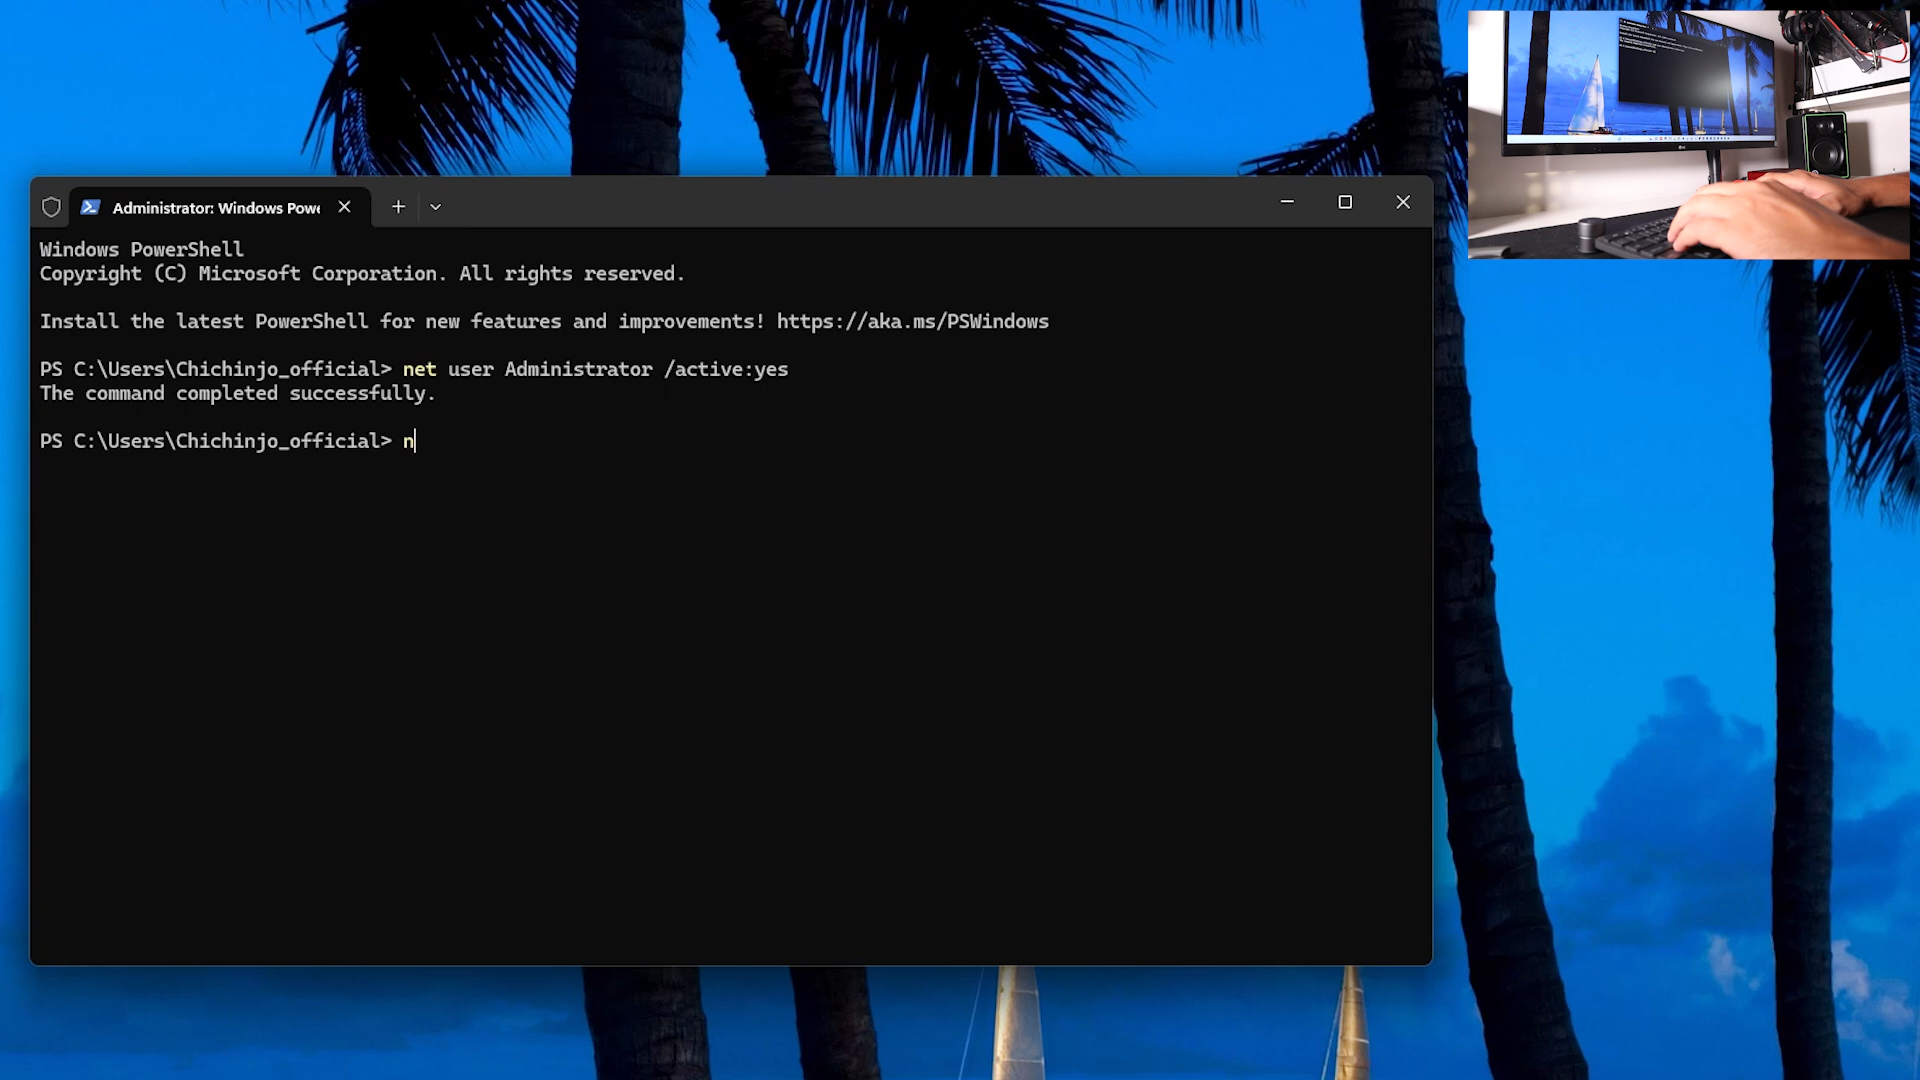 Administrator: Windows Powe
Windows PowerShell
Copyright (C) Microsoft Corporation. All rights reserved.
Install the latest PowerShell for new features and improvements! https://aka.ms/PSWindows
PS C:\Users\Chichinjo_official> net user Administrator /active:yes
The command completed successfully.
PS C:\Users\Chichinjo_official> n